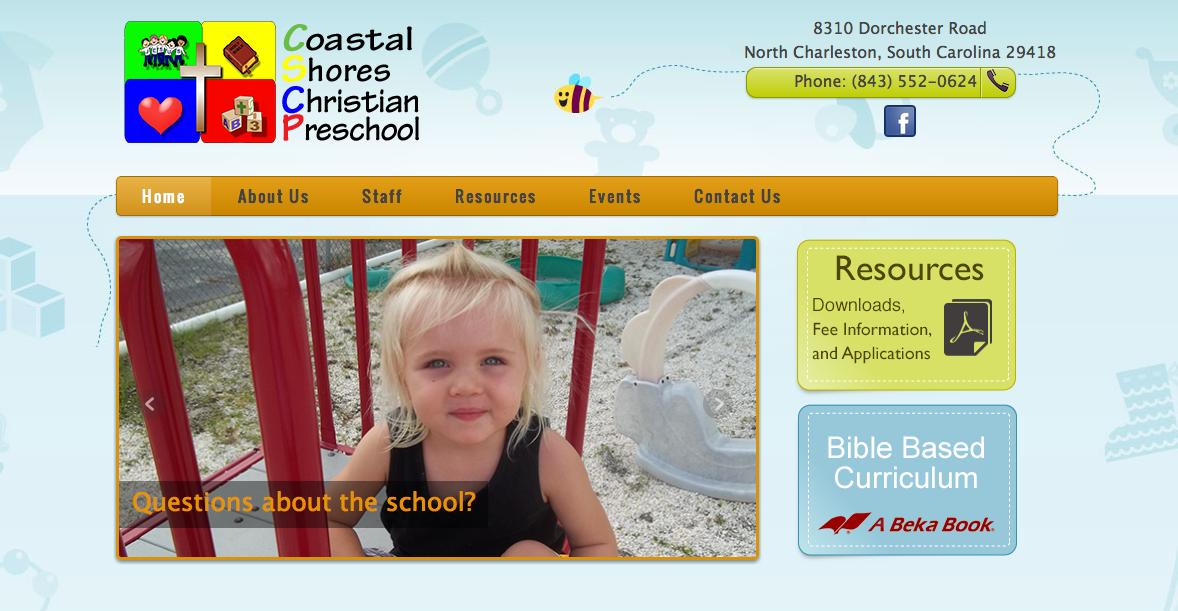 Coastal
Shores
Christian
Preschool
8310 Dorchester Road
North Charleston, South Carolina 29418
Phone: (843) 552-0624
f
Home About Us Staff Resources Events Contact Us
Questions about the school?
Resources
Downloads,
Fee Information,
and Applications
Bible Based
Curriculum
A Beka Book